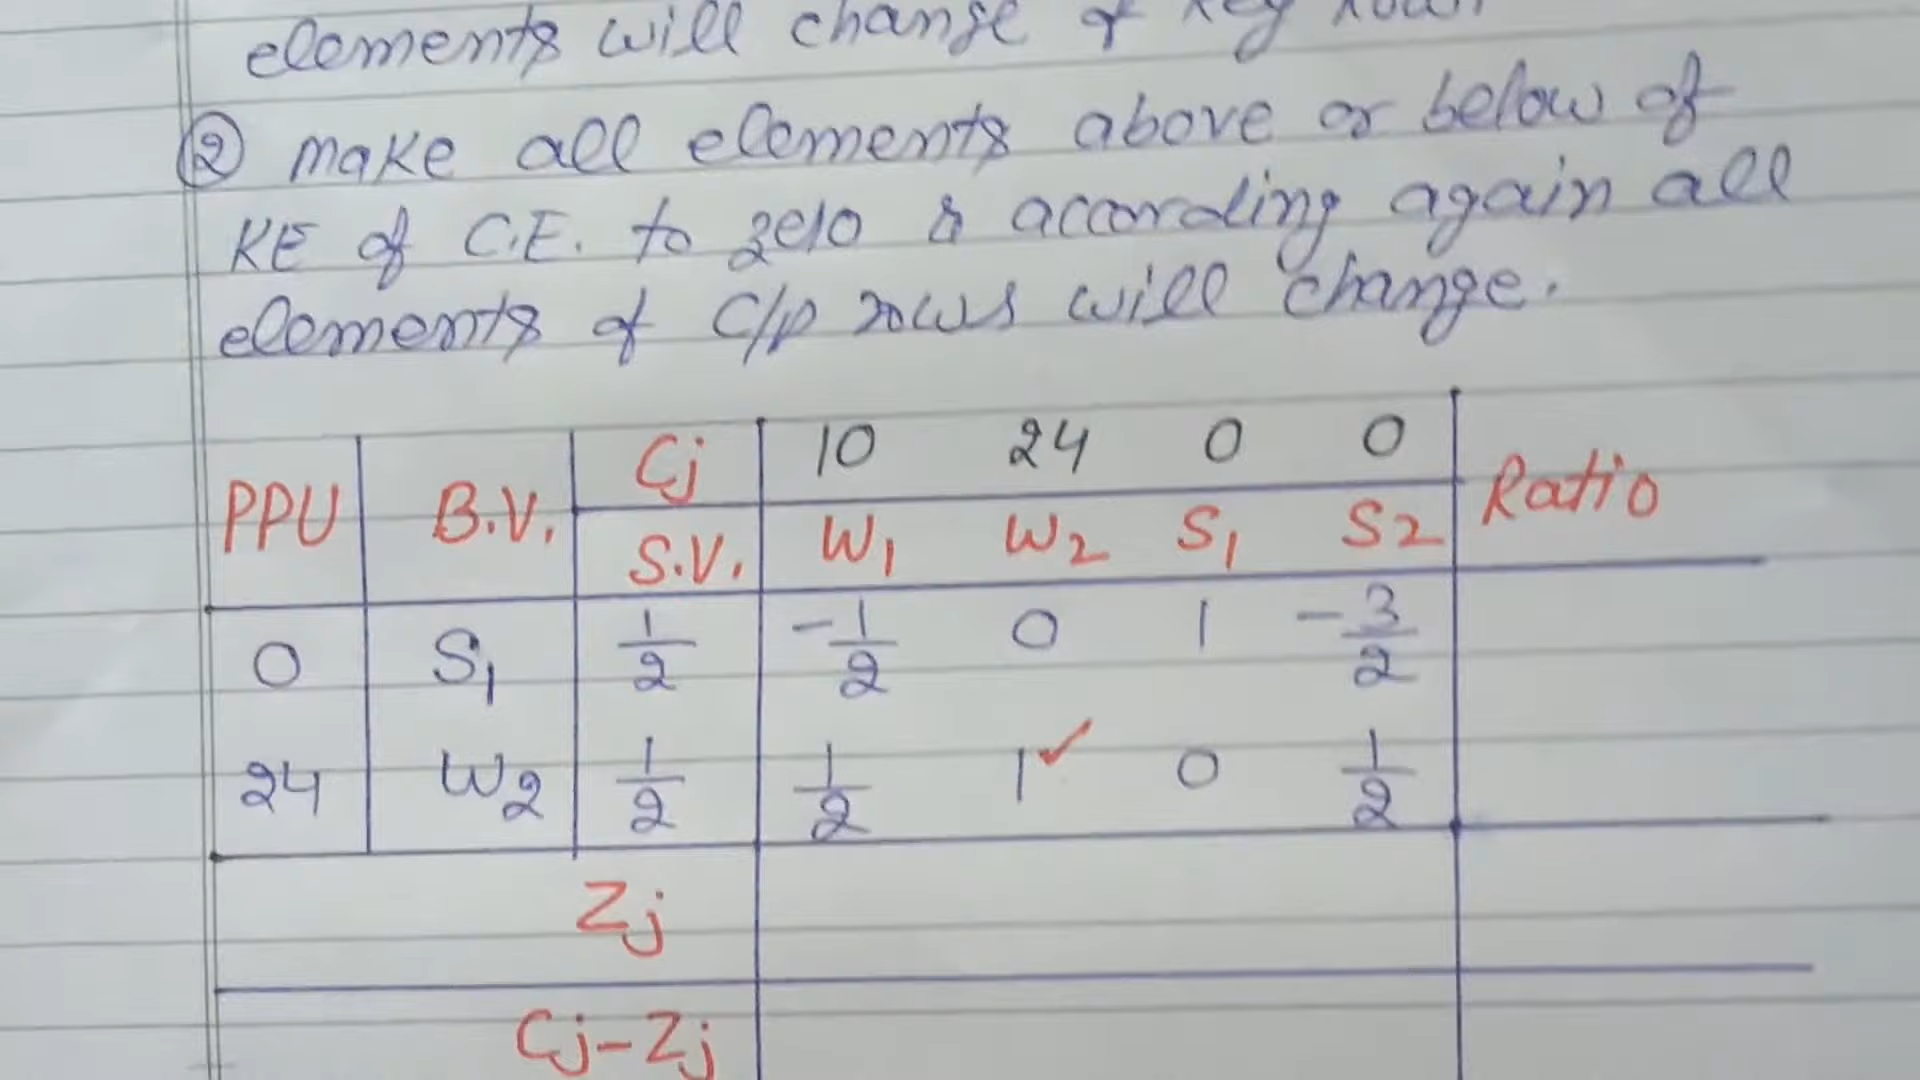 elements will change of Key row.
② make all elements above or below of
KE of C.E. to zero & according again all
elements of C/P rows will change.
PPU B.V. Cj 10 24 0 0 Ratio
S.V. W1 W2 S1 S2
0 S1 1/2 -1/2 0 1 -3/2
24 W2 1/2 1/2 1✓ 0 1/2
Zj
Cj-Zj